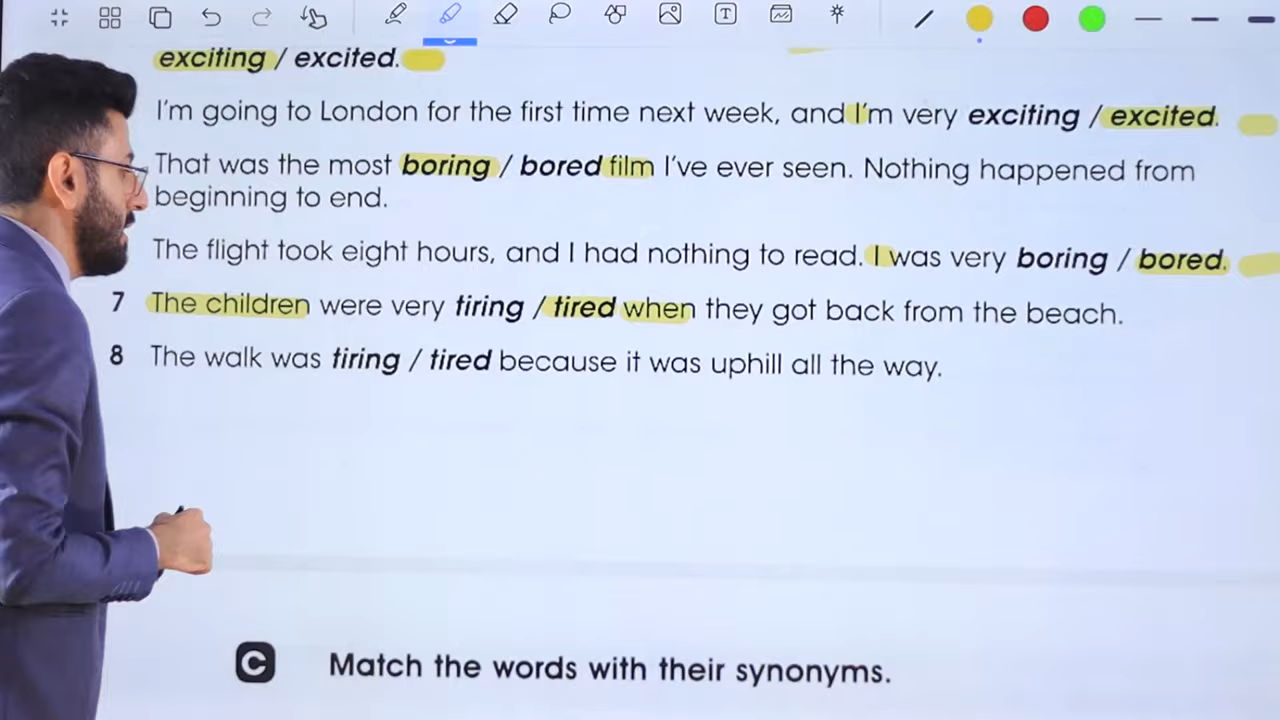 exciting / excited.
I'm going to London for the first time next week, and I'm very exciting / excited.
That was the most boring / bored film I've ever seen. Nothing happened from
beginning to end.
The flight took eight hours, and I had nothing to read. I was very boring / bored.
7 The children were very tiring / tired when they got back from the beach.
8 The walk was tiring / tired because it was uphill all the way.
C Match the words with their synonyms.